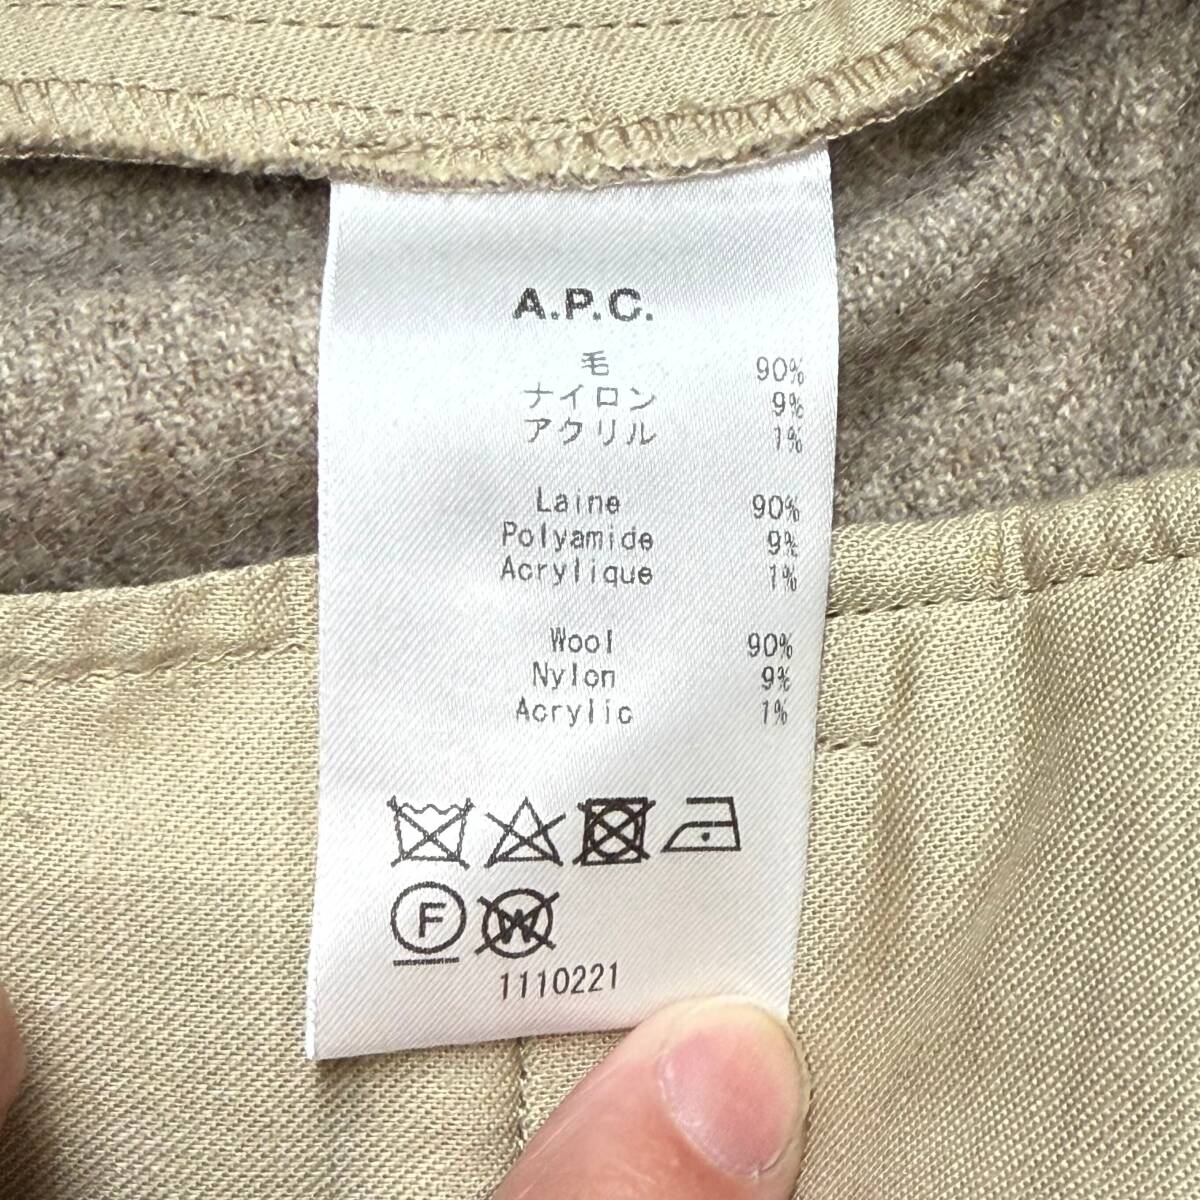 A.P.C.
毛 90%
ナイロン 9%
アクリル 1%
Laine 90%
Polyamide 9%
Acrylique 1%
Wool 90%
Nylon 9%
Acrylic 1%
F W
1110221